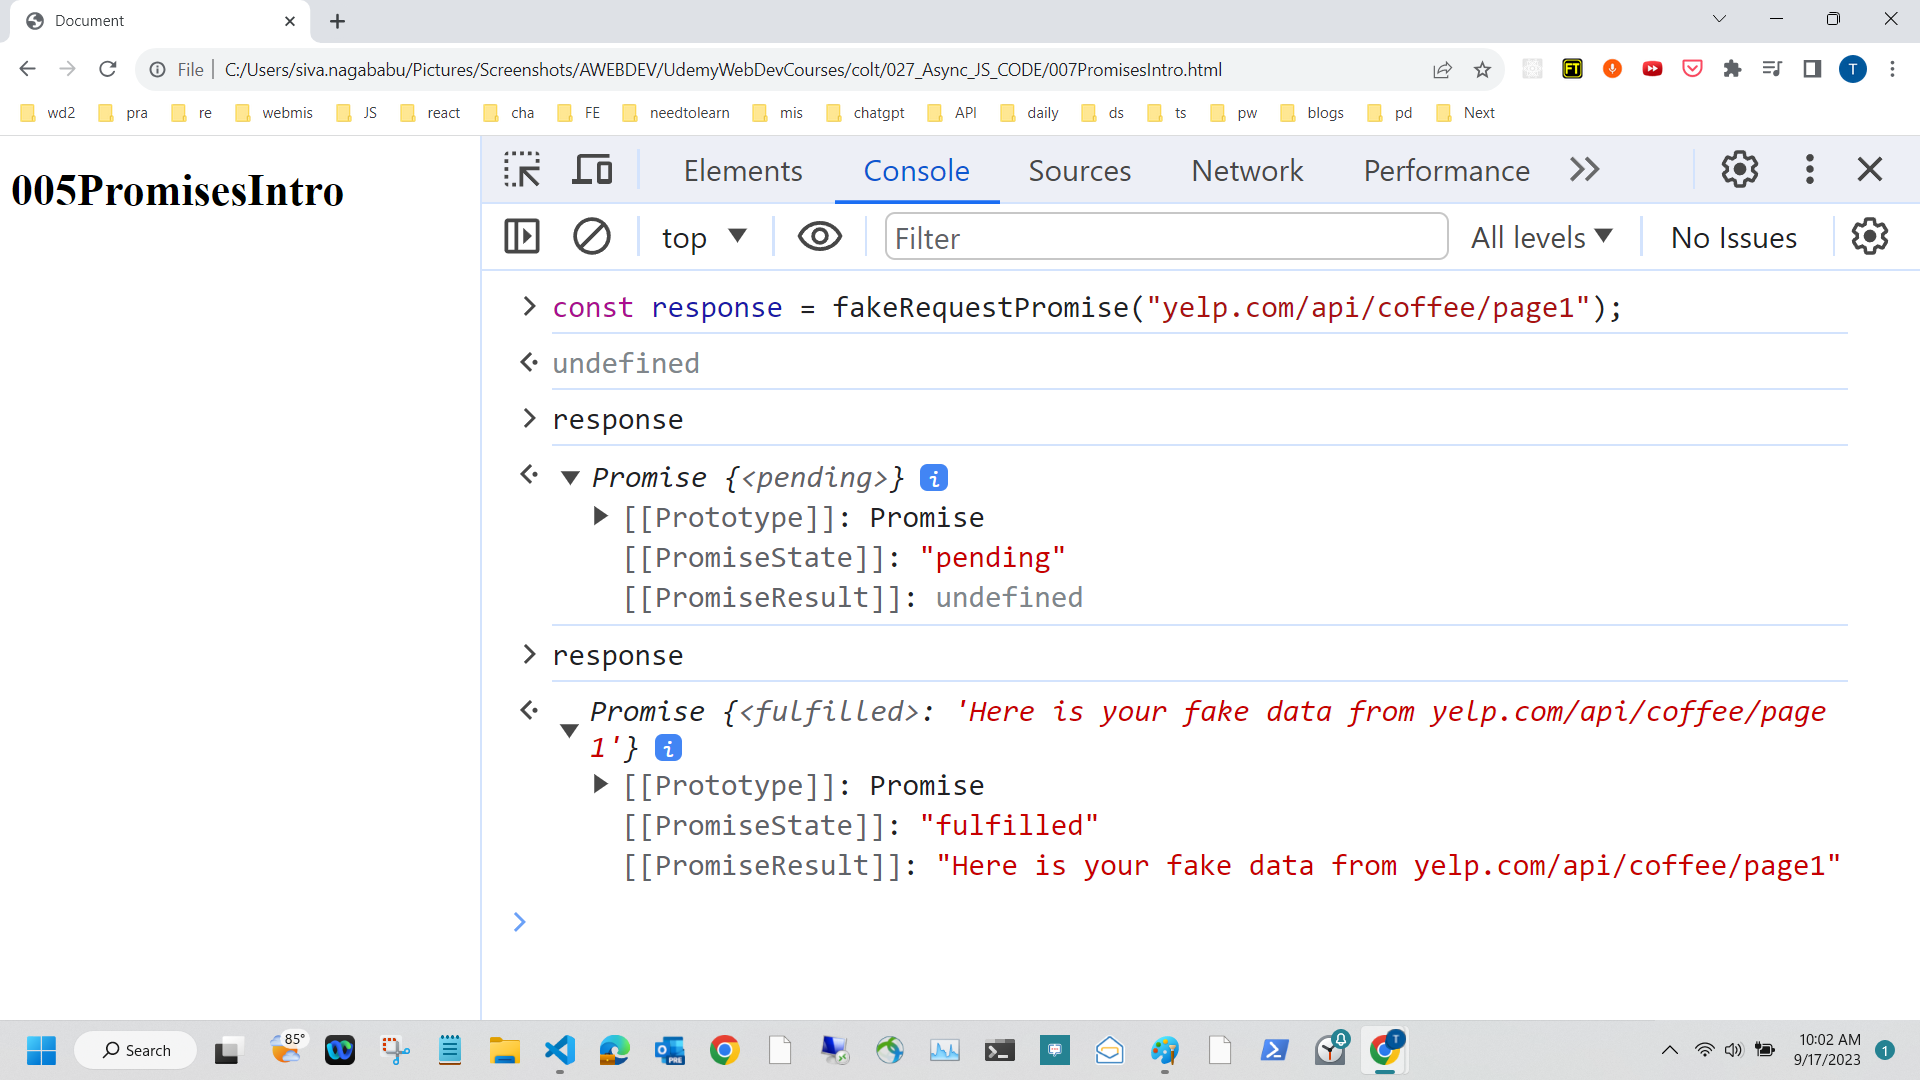 Document
File
C:/Users/siva.nagababu/Pictures/Screenshots/AWEBDEV/UdemyWebDevCourses/colt/027_Async_JS_CODE/007PromisesIntro.html
FT
T
wd2 pra re webmis JS react cha FE needtolearn mis chatgpt API daily ds ts pw blogs pd Next
005PromisesIntro
Elements Console Sources Network Performance
top Filter All levels No Issues
const response = fakeRequestPromise("yelp.com/api/coffee/page1");
undefined
response
Promise {<pending>} i
[[Prototype]]: Promise
[[PromiseState]]: "pending"
[[PromiseResult]]: undefined
response
Promise {<fulfilled>: 'Here is your fake data from yelp.com/api/coffee/page
1'} i
[[Prototype]]: Promise
[[PromiseState]]: "fulfilled"
[[PromiseResult]]: "Here is your fake data from yelp.com/api/coffee/page1"
Search
85°
PRE
T
10:02 AM
9/17/2023
1